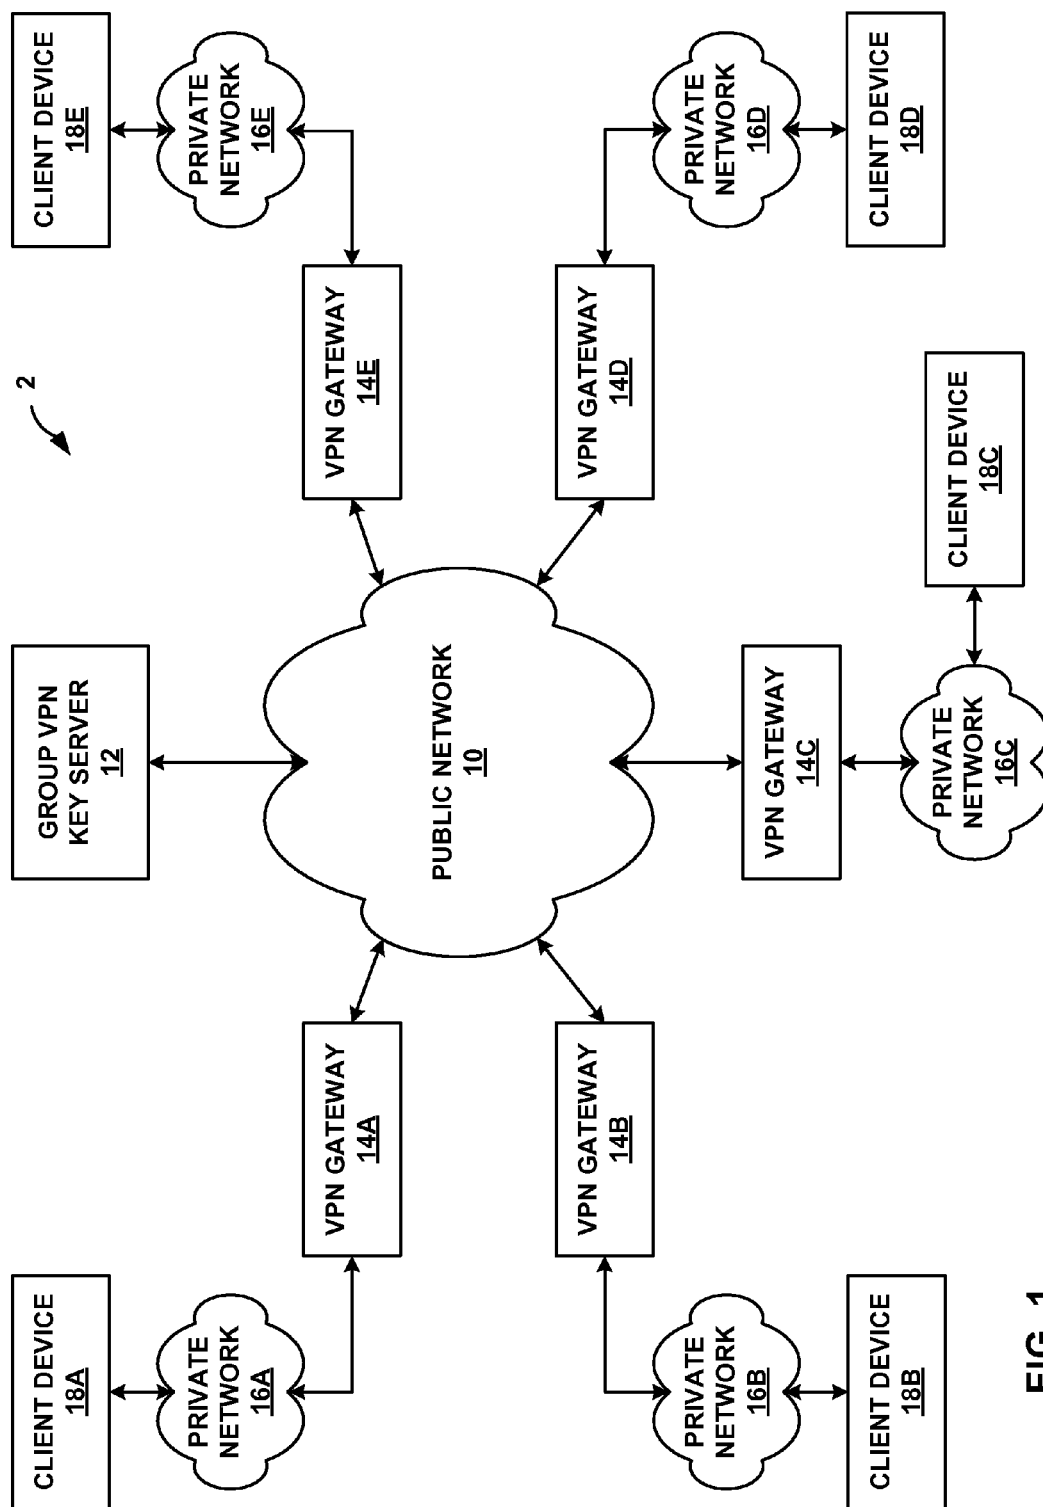 CLIENT DEVICE
18A
PRIVATE
NETWORK
16A
VPN GATEWAY
14A
GROUP VPN
KEY SERVER
12
2
CLIENT DEVICE
18E
PRIVATE
NETWORK
16E
VPN GATEWAY
14E
PUBLIC NETWORK
10
VPN GATEWAY
14B
PRIVATE
NETWORK
16B
CLIENT DEVICE
18B
VPN GATEWAY
14C
PRIVATE
NETWORK
16C
CLIENT DEVICE
18C
VPN GATEWAY
14D
PRIVATE
NETWORK
16D
CLIENT DEVICE
18D
FIG. 1